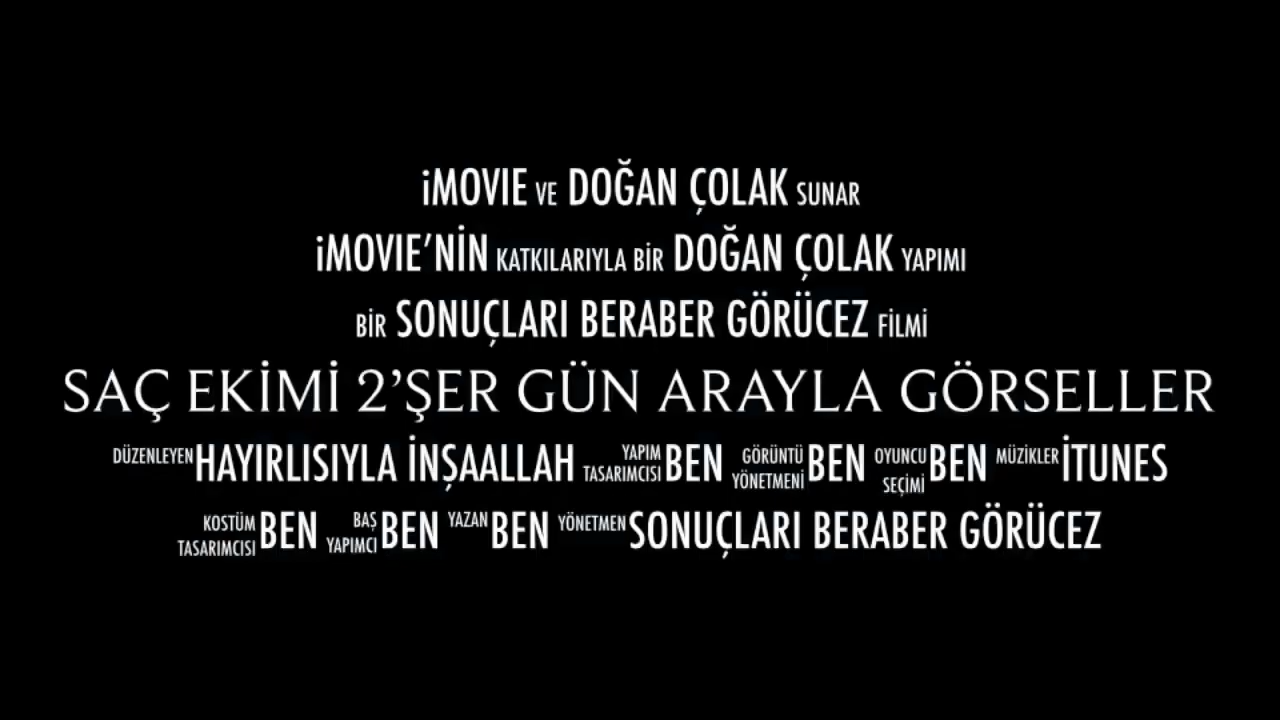 iMOVIE VE DOĞAN ÇOLAK SUNAR
iMOVIE’NİN KATKILARIYLA BİR DOĞAN ÇOLAK YAPIMI
BİR SONUÇLARI BERABER GÖRÜCEZ FİLMİ
SAÇ EKİMİ 2’ŞER GÜN ARAYLA GÖRSELLER
DÜZENLEYEN HAYIRLISIYLA İNŞAALLAH YAPIM TASARIMCISI BEN GÖRÜNTÜ YÖNETMENİ BEN OYUNCU SEÇİMİ BEN MÜZİKLER İTUNES
KOSTÜM TASARIMCISI BEN BAŞ YAPIMCI BEN YAZAN BEN YÖNETMEN SONUÇLARI BERABER GÖRÜCEZ